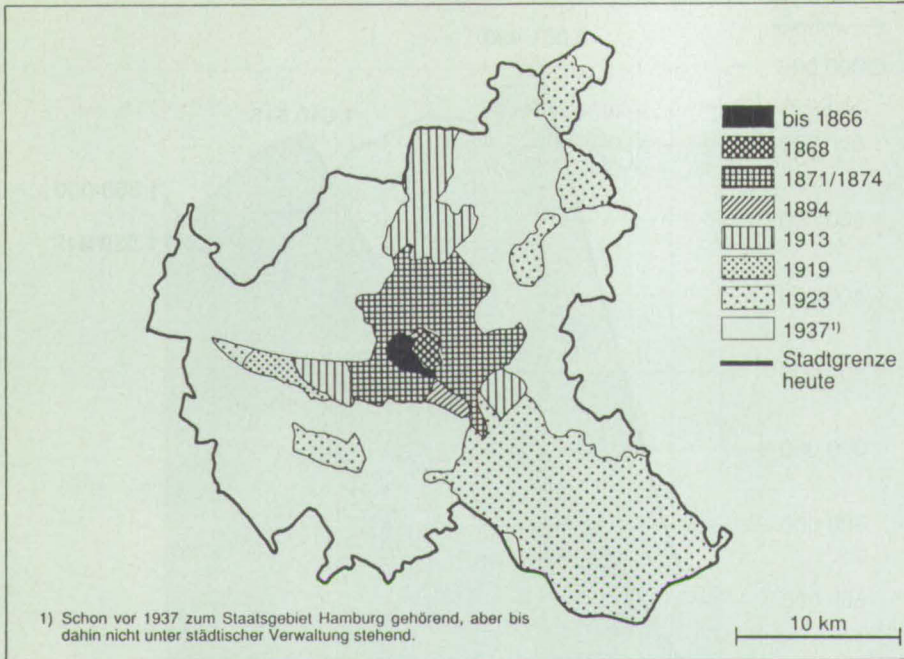 bis 1866
1868
1871/1874
1894
1913
1919
1923
1937¹⁾
Stadtgrenze
heute
1) Schon vor 1937 zum Staatsgebiet Hamburg gehörend, aber bis
dahin nicht unter städtischer Verwaltung stehend.
10 km